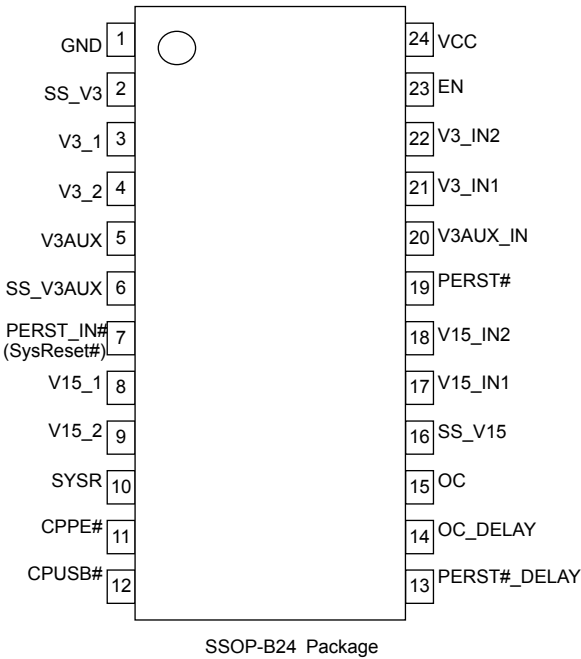 GND 1
SS_V3 2
V3_1 3
V3_2 4
V3AUX 5
SS_V3AUX 6
PERST_IN#
(SysReset#) 7
V15_1 8
V15_2 9
SYSR 10
CPPE# 11
CPUSB# 12
24 VCC
23 EN
22 V3_IN2
21 V3_IN1
20 V3AUX_IN
19 PERST#
18 V15_IN2
17 V15_IN1
16 SS_V15
15 OC
14 OC_DELAY
13 PERST#_DELAY
SSOP-B24 Package